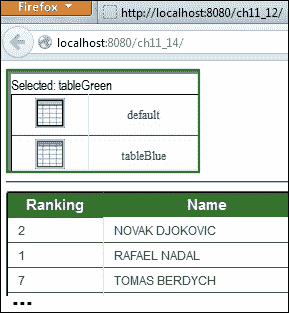 Firefox
http://localhost:8080/ch11_12/
localhost:8080/ch11_14/
Selected: tableGreen
default
tableBlue
Ranking Name
2 NOVAK DJOKOVIC
1 RAFAEL NADAL
7 TOMAS BERDYCH
...